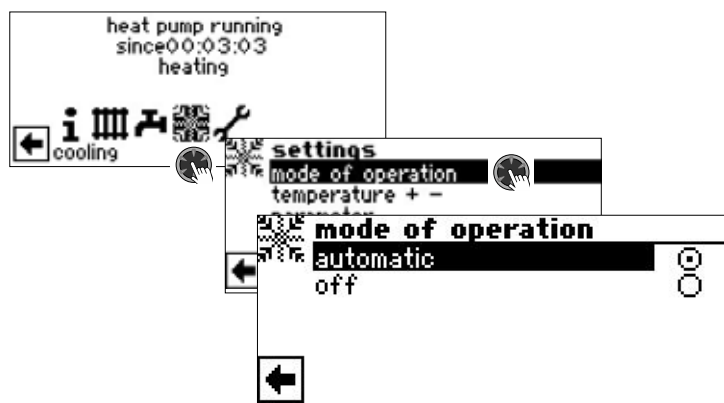 heat pump running
since00:03:03
heating
cooling
settings
mode of operation
temperature + -
mode of operation
automatic
off